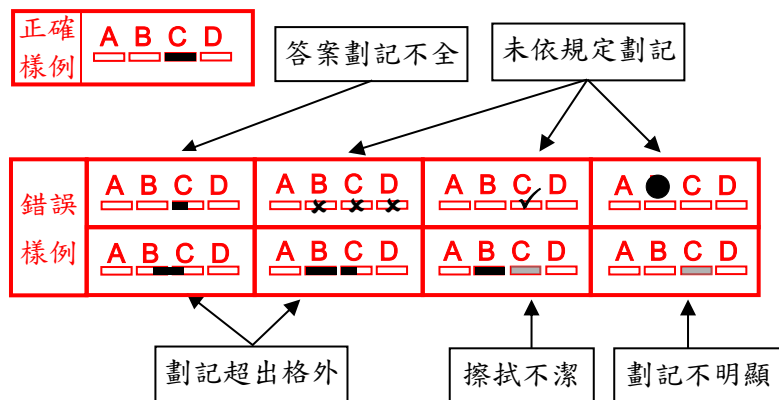 正確
樣例
A B C D
答案劃記不全
未依規定劃記
錯誤
樣例
A B C D
A B C D
A B C D
A C D
A B C D
A B C D
A B C D
A B C D
劃記超出格外
擦拭不潔
劃記不明顯